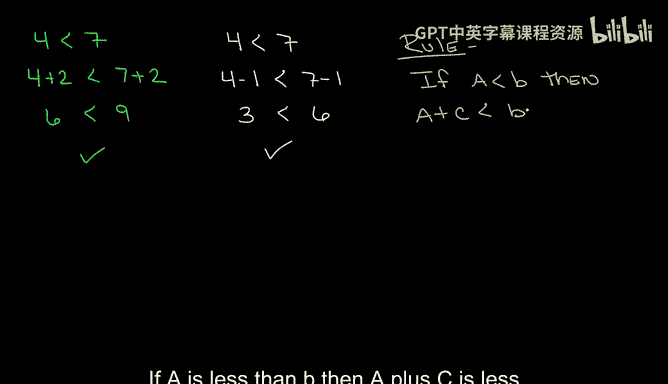 GPT中英字幕课程资源 bilibili
4 < 7
4+2 < 7+2
6 < 9
4 < 7
4-1 < 7-1
3 < 6
RULE-
If A<b then
A+C < b
If A is less than b then A plus C is less